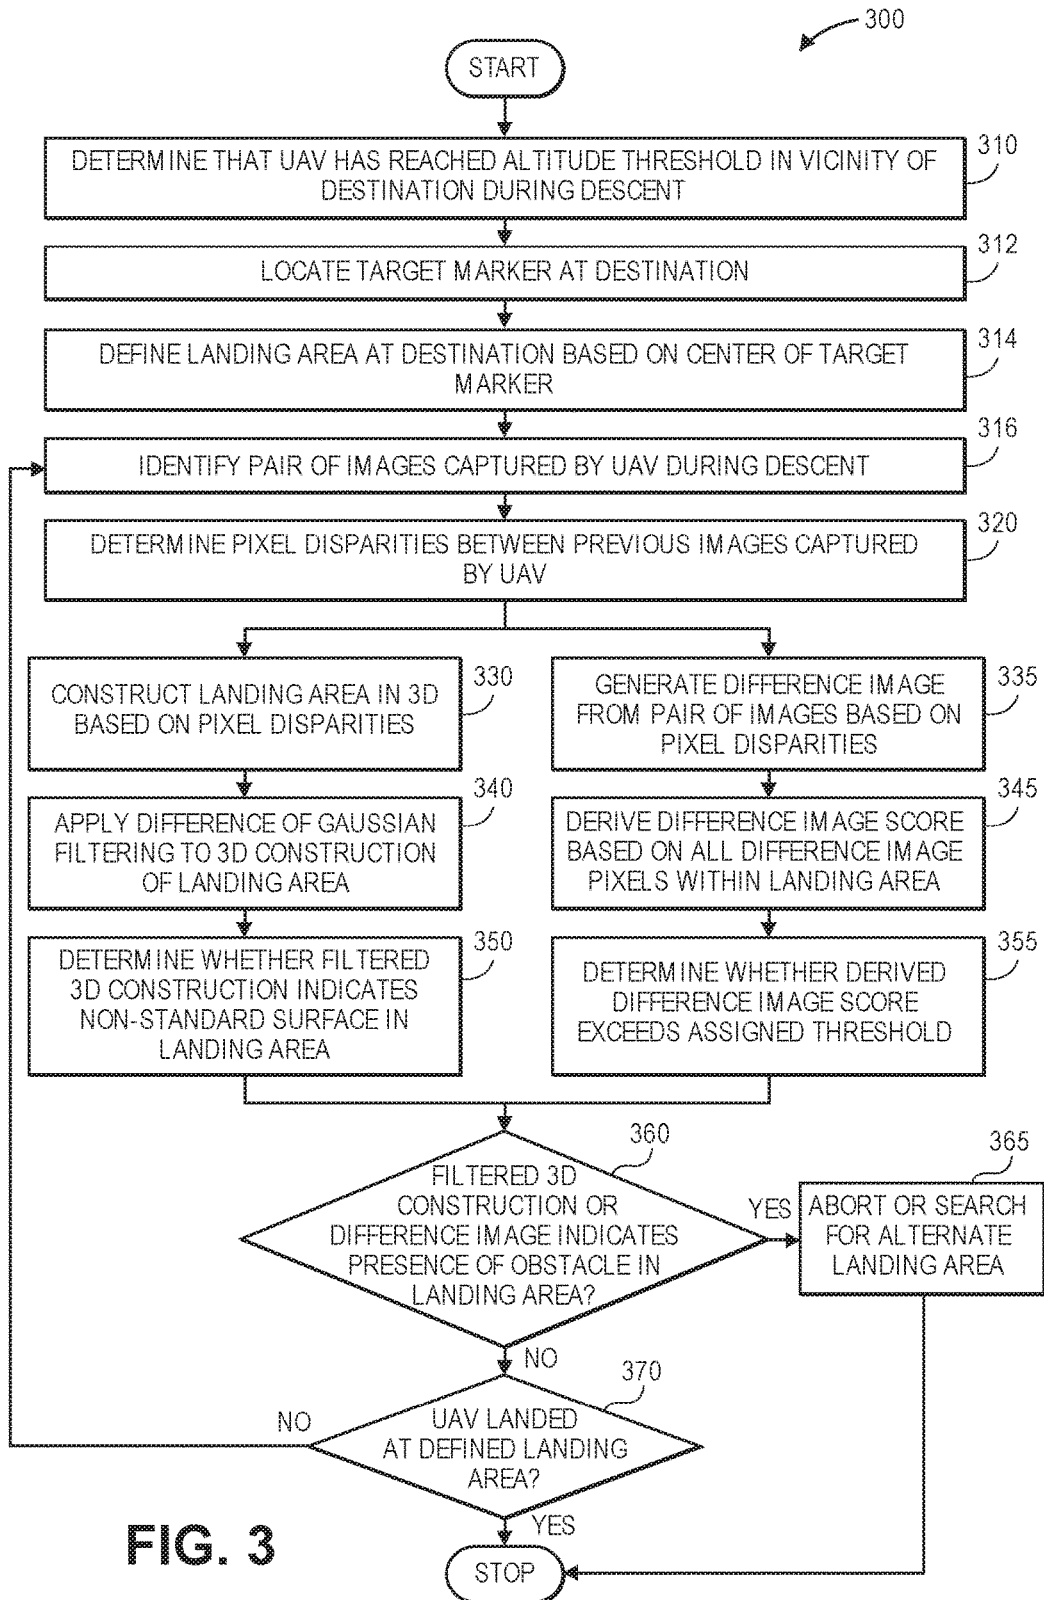 300
START
DETERMINE THAT UAV HAS REACHED ALTITUDE THRESHOLD IN VICINITY OF
DESTINATION DURING DESCENT
310
LOCATE TARGET MARKER AT DESTINATION
312
DEFINE LANDING AREA AT DESTINATION BASED ON CENTER OF TARGET
MARKER
314
IDENTIFY PAIR OF IMAGES CAPTURED BY UAV DURING DESCENT
316
DETERMINE PIXEL DISPARITIES BETWEEN PREVIOUS IMAGES CAPTURED
BY UAV
320
CONSTRUCT LANDING AREA IN 3D
BASED ON PIXEL DISPARITIES
330
GENERATE DIFFERENCE IMAGE
FROM PAIR OF IMAGES BASED ON
PIXEL DISPARITIES
335
APPLY DIFFERENCE OF GAUSSIAN
FILTERING TO 3D CONSTRUCTION
OF LANDING AREA
340
DERIVE DIFFERENCE IMAGE SCORE
BASED ON ALL DIFFERENCE IMAGE
PIXELS WITHIN LANDING AREA
345
DETERMINE WHETHER FILTERED
3D CONSTRUCTION INDICATES
NON-STANDARD SURFACE IN
LANDING AREA
350
DETERMINE WHETHER DERIVED
DIFFERENCE IMAGE SCORE
EXCEEDS ASSIGNED THRESHOLD
355
FILTERED 3D
CONSTRUCTION OR
DIFFERENCE IMAGE INDICATES
PRESENCE OF OBSTACLE IN
LANDING AREA?
360
YES
ABORT OR SEARCH
FOR ALTERNATE
LANDING AREA
365
NO
UAV LANDED
AT DEFINED LANDING
AREA?
370
NO
YES
STOP
FIG. 3